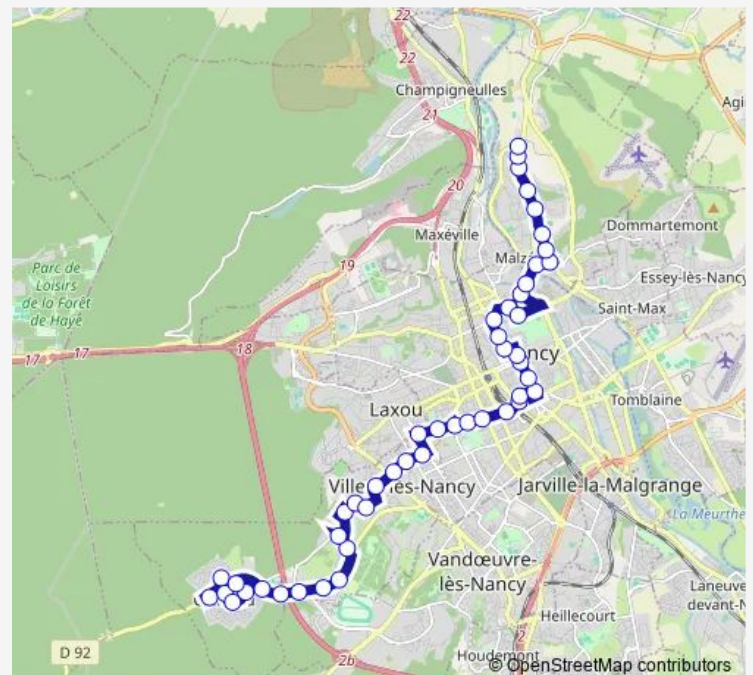 22
22
Champigneulles
21
Agi
20
Parc de
Loisirs
de la Forêt
de Haye
Maxéville
Dommartemont
19
Malz
Essey-lès-Nancy
Saint-Max
17
17
18
ncy
Laxou
Tomblaine
Ville
es-Nancy
Jarville-la-Malgrange
La Meurthe
Vandœuvre-
lès-Nancy
Laneuve
devant-N
Heillecourt
D 92
2b
2
Houdemont
© OpenStreetMap contributors